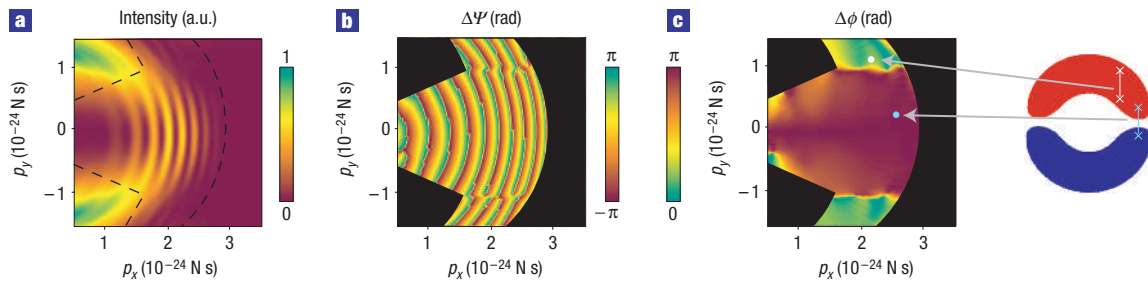 a
Intensity (a.u.)
1
0
1
0
−1
p_y (10⁻²⁴ N s)
1
2
3
p_x (10⁻²⁴ N s)
b
ΔΨ (rad)
π
−π
1
0
−1
p_y (10⁻²⁴ N s)
1
2
3
p_x (10⁻²⁴ N s)
c
Δϕ (rad)
π
0
1
0
−1
p_y (10⁻²⁴ N s)
1
2
3
p_x (10⁻²⁴ N s)